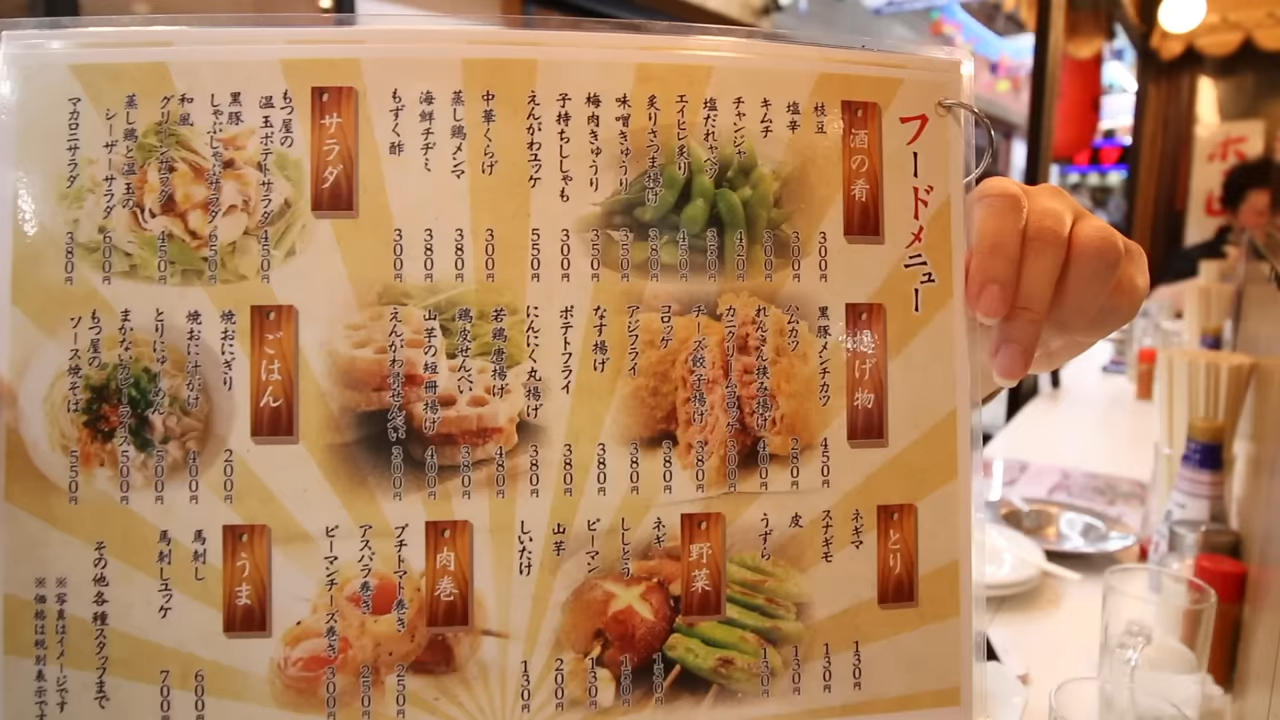 フードメニュー
酒の肴
枝豆 300円
塩辛 300円
キムチ 300円
チャンジャ 420円
塩だれキャベツ 350円
エイヒレ炙り 450円
炙りさつま揚げ 380円
味噌きゅうり 350円
梅肉きゅうり 350円
子持ちししゃも 300円
えんがわユッケ 550円
中華くらげ 300円
蒸し鶏メンマ 380円
海鮮チヂミ 380円
もずく酢 300円
サラダ
もつ屋の
温玉ポテトサラダ 450円
黒豚
しゃぶしゃぶサラダ 650円
和風
グリーンサラダ 450円
蒸し鶏と温玉の
シーザーサラダ 600円
マカロニサラダ 380円
揚げ物
黒豚メンチカツ 450円
ハムカツ 280円
れんこん挟み揚げ 400円
カニクリームコロッケ 300円
チーズ餃子揚げ 380円
コロッケ 380円
アジフライ 380円
なす揚げ 380円
ポテトフライ 380円
にんにく丸揚げ 380円
若鶏唐揚げ 480円
鶏皮せんべい 380円
山芋の短冊揚げ 400円
えんがわ骨せんべい 300円
ごはん
焼おにぎり 200円
焼おに汁がけ 400円
とりにゅーめん 500円
まかないカレーライス 500円
もつ屋の
ソース焼そば 550円
とり
ネギマ 130円
スナギモ 130円
皮 130円
うずら 130円
野菜
ネギ 130円
ししとう 150円
ピーマン 130円
山芋 200円
しいたけ 130円
肉巻
プチトマト巻き 250円
アスパラ巻き 250円
ピーマンチーズ巻き 300円
うま
馬刺し 600円
馬刺しユッケ 700円
その他各種スタッフまで
※写真はイメージです
※価格は税別表示です